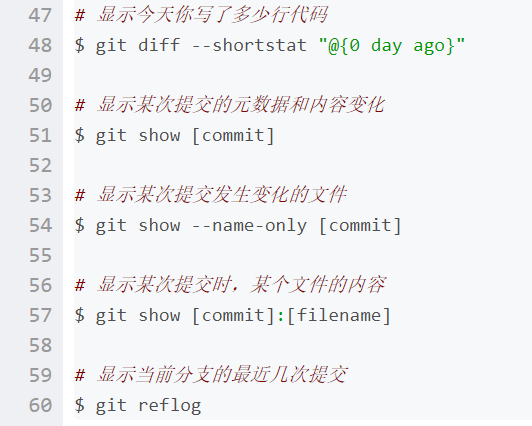 47 # 显示今天你写了多少行代码
48 $ git diff --shortstat "@{0 day ago}"
49
50 # 显示某次提交的元数据和内容变化
51 $ git show [commit]
52
53 # 显示某次提交发生变化的文件
54 $ git show --name-only [commit]
55
56 # 显示某次提交时，某个文件的内容
57 $ git show [commit]:[filename]
58
59 # 显示当前分支的最近几次提交
60 $ git reflog